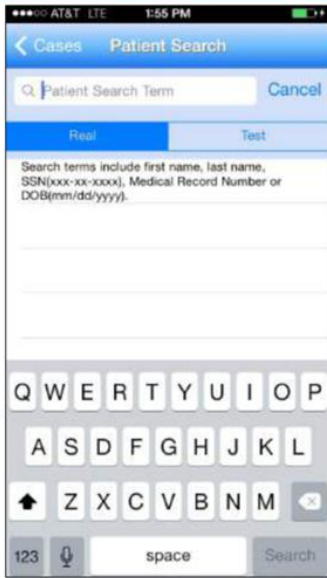 AT&T LTE 1:55 PM
Cases Patient Search
Patient Search Term Cancel
Real Test
Search terms include first name, last name,
SSN(xxx-xx-xxxx), Medical Record Number or
DOB(mm/dd/yyyy).
Q W E R T Y U I O P
A S D F G H J K L
Z X C V B N M
123 space Search